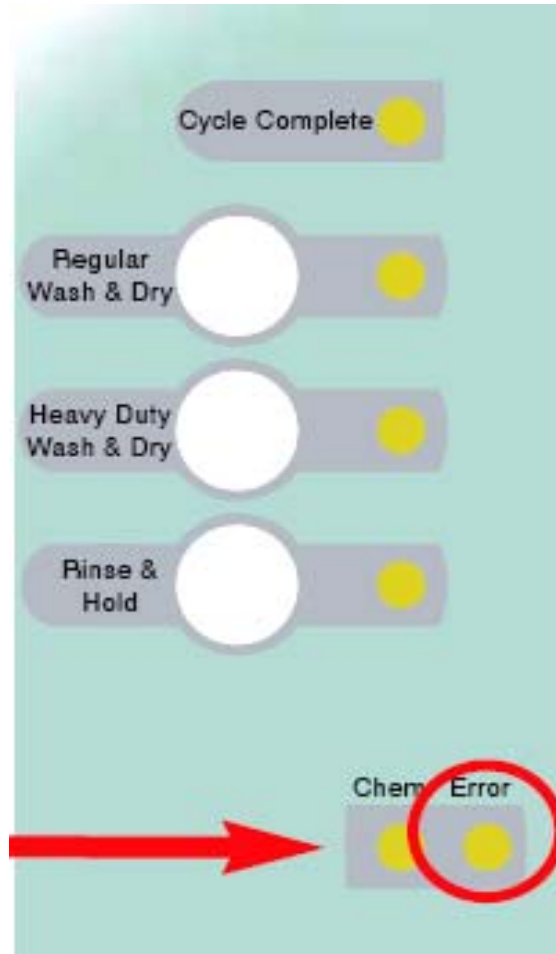 Cycle Complete
Regular
Wash & Dry
Heavy Duty
Wash & Dry
Rinse &
Hold
Chem Error